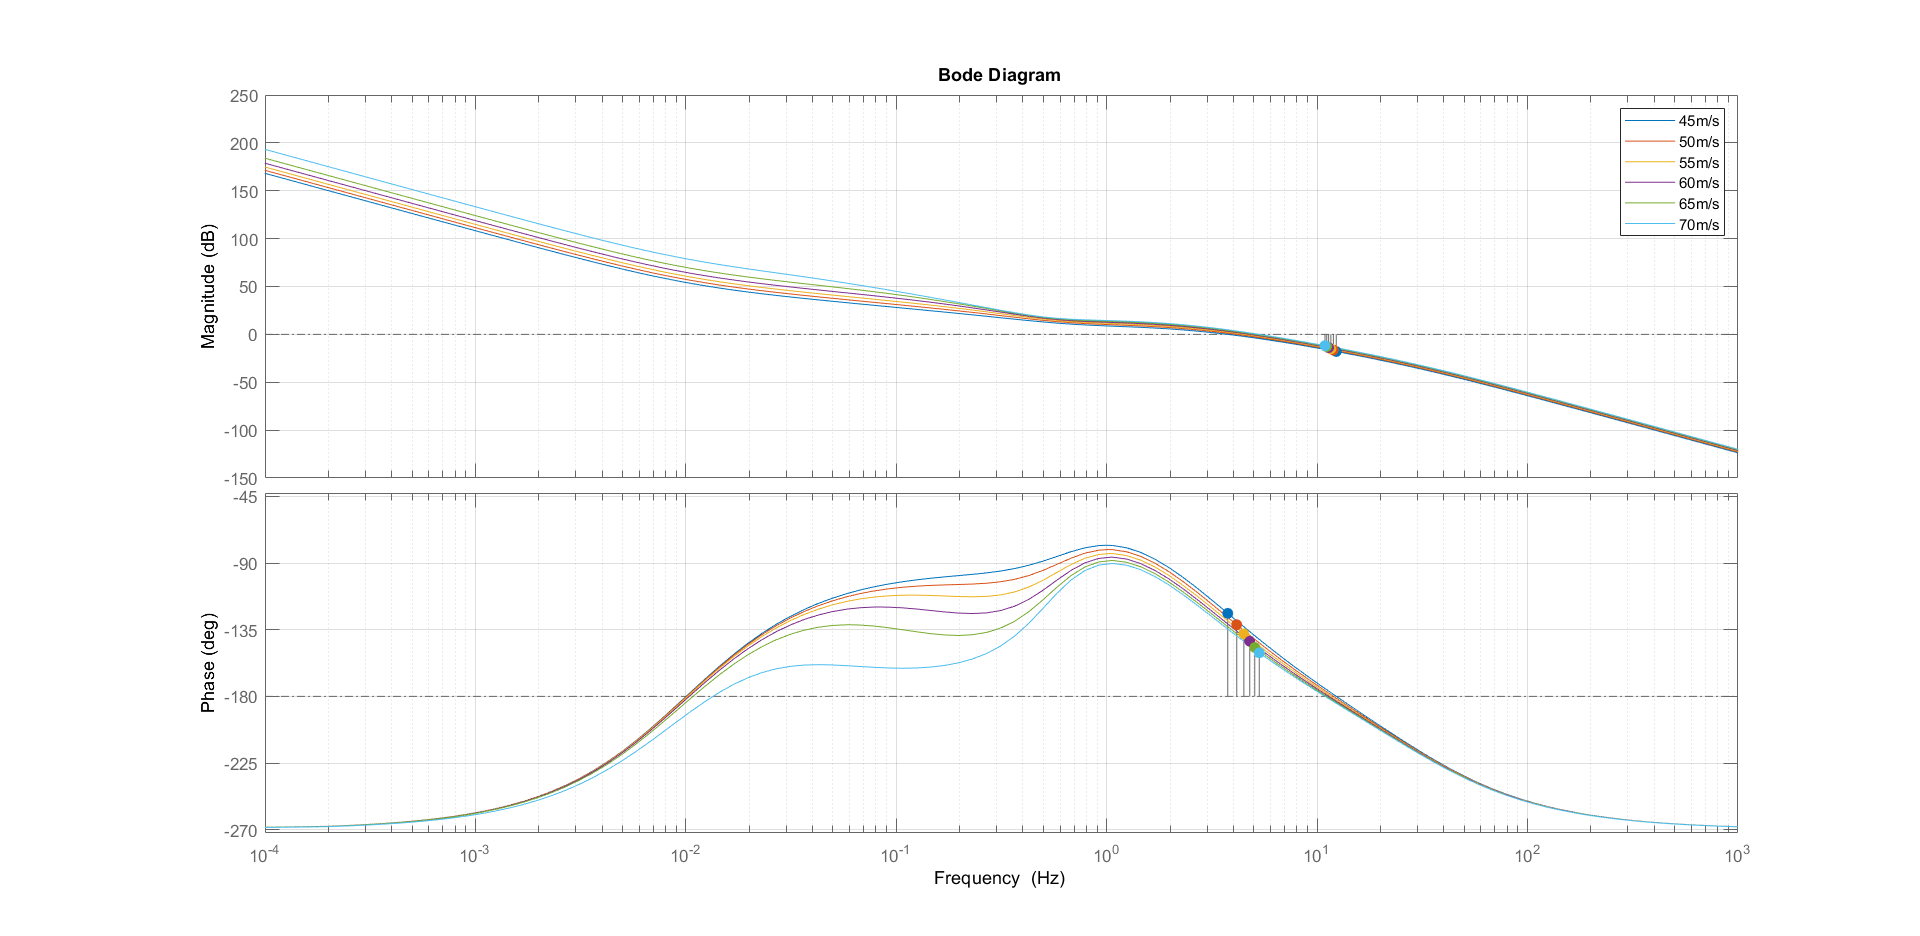 Bode Diagram
Magnitude (dB)
250
200
150
100
50
0
-50
-100
-150
45m/s
50m/s
55m/s
60m/s
65m/s
70m/s
Phase (deg)
-45
-90
-135
-180
-225
-270
10^-4
10^-3
10^-2
10^-1
10^0
10^1
10^2
10^3
Frequency (Hz)